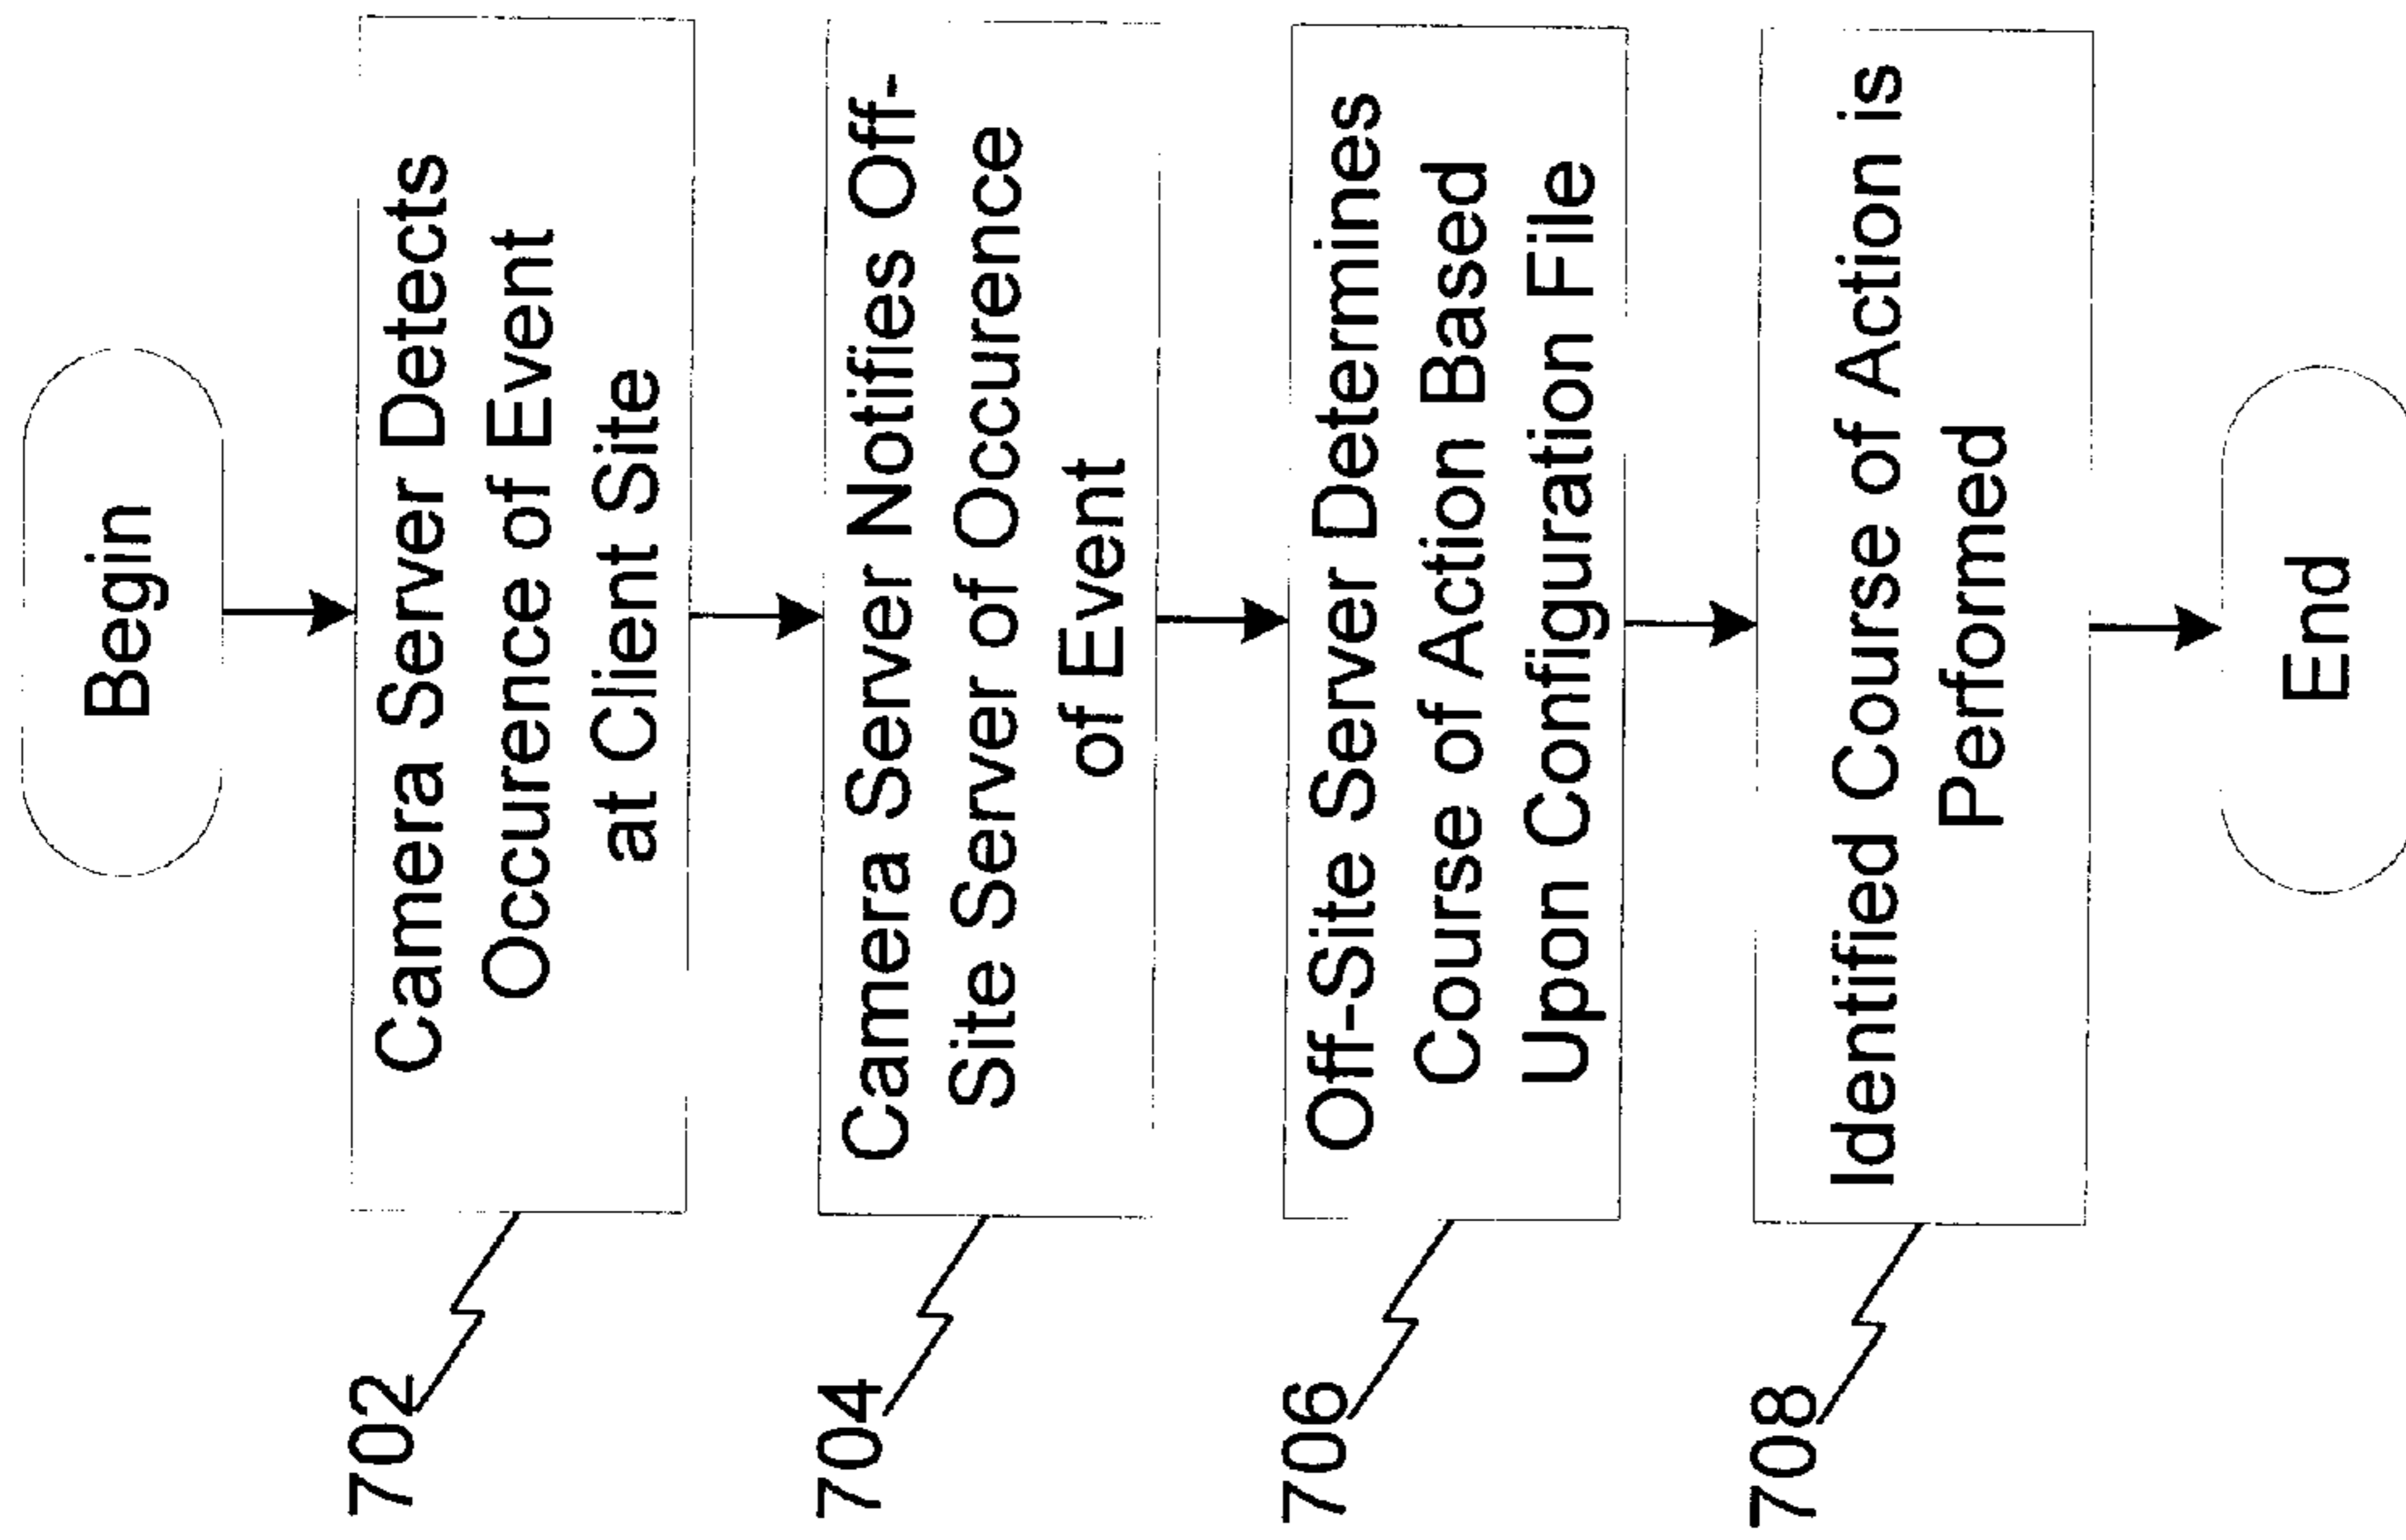 Begin
702
Camera Server Detects
Occurence of Event
at Client Site
704
Camera Server Notifies Off-
Site Server of Occurence
of Event
706
Off-Site Server Determines
Course of Action Based
Upon Configuration File
708
Identified Course of Action is
Performed
End